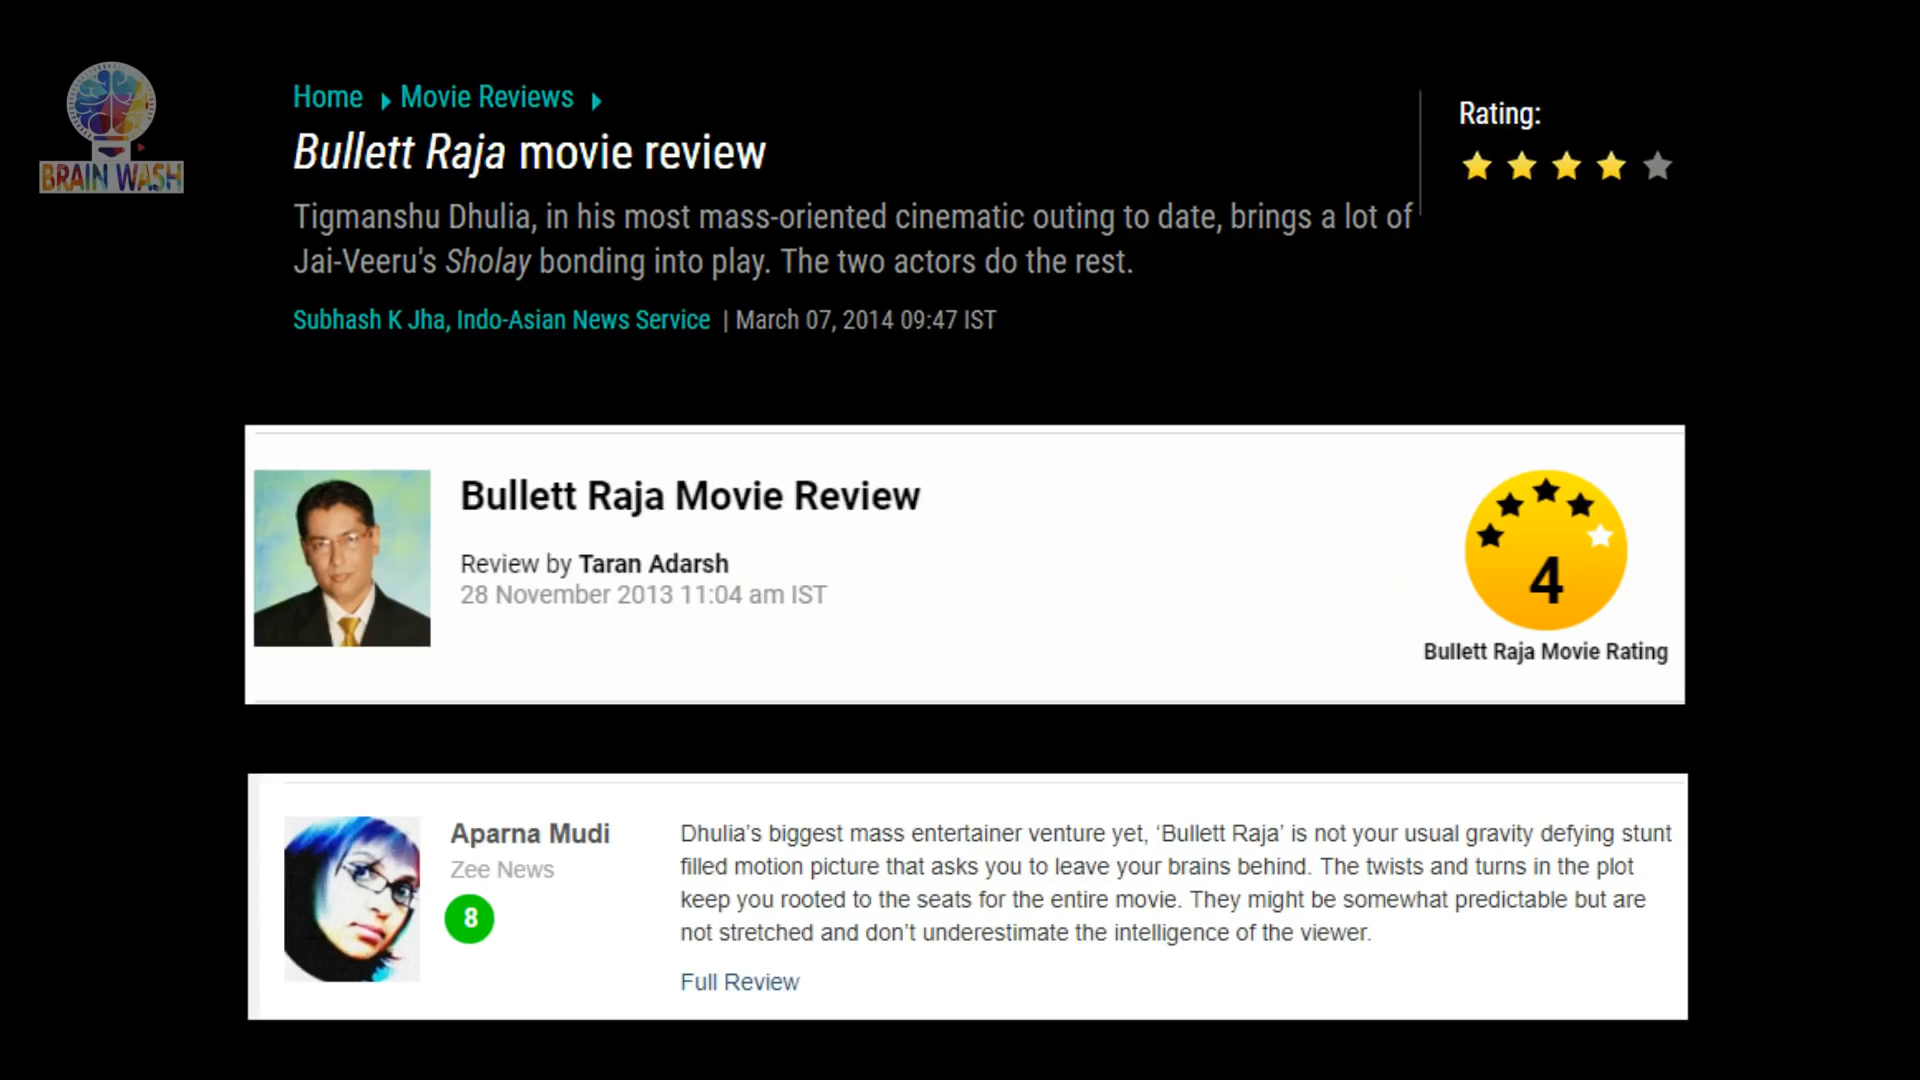 BRAIN WASH
Home Movie Reviews
Bullett Raja movie review
Rating:
Tigmanshu Dhulia, in his most mass-oriented cinematic outing to date, brings a lot of
Jai-Veeru's Sholay bonding into play. The two actors do the rest.
Subhash K Jha, Indo-Asian News Service | March 07, 2014 09:47 IST
Bullett Raja Movie Review
Review by Taran Adarsh
28 November 2013 11:04 am IST
4
Bullett Raja Movie Rating
Aparna Mudi
Zee News
8
Dhulia’s biggest mass entertainer venture yet, ‘Bullett Raja’ is not your usual gravity defying stunt
filled motion picture that asks you to leave your brains behind. The twists and turns in the plot
keep you rooted to the seats for the entire movie. They might be somewhat predictable but are
not stretched and don’t underestimate the intelligence of the viewer.
Full Review